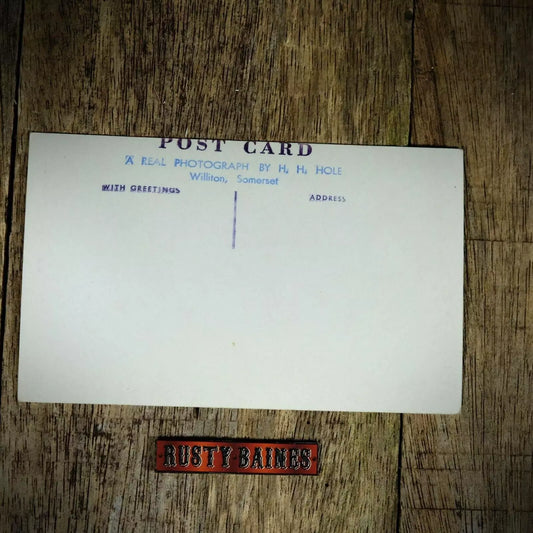 POST CARD
A REAL PHOTOGRAPH BY H. H. HOLE
Williton, Somerset
WITH GREETINGS
ADDRESS
RUSTY BAINES